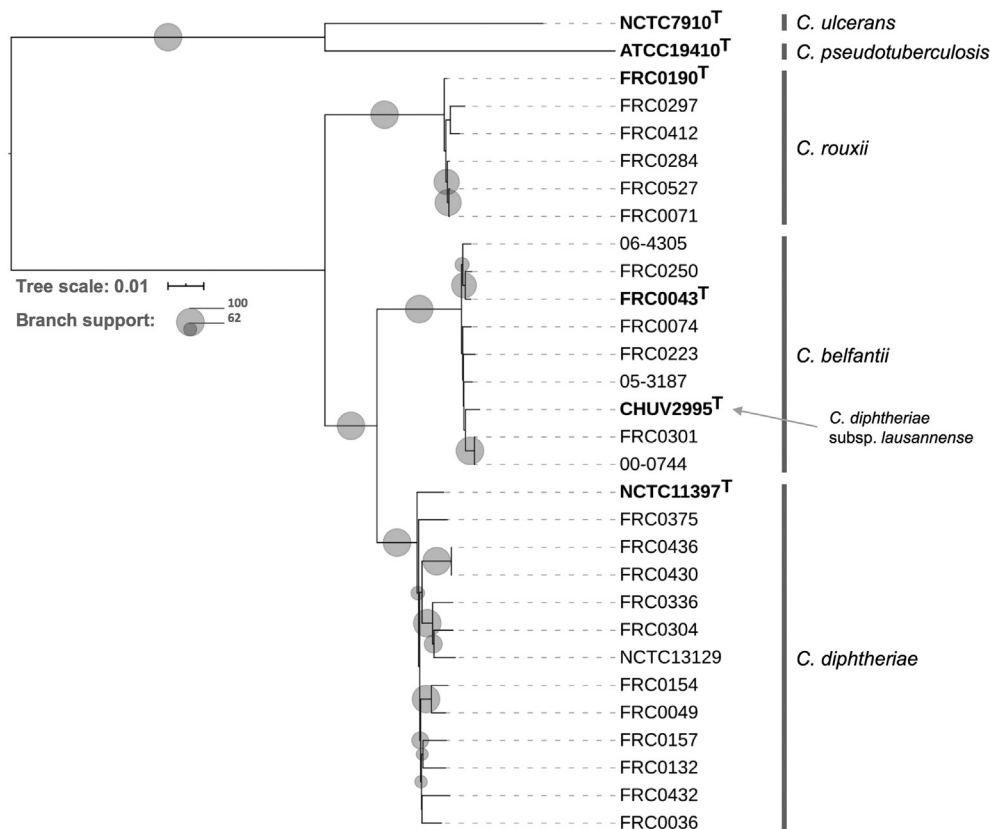 NCTC7910T
C. ulcerans
ATCC19410T
C. pseudotuberculosis
FRC0190T
FRC0297
FRC0412
C. rouxii
FRC0284
FRC0527
FRC0071
06-4305
FRC0250
Tree scale: 0.01
FRC0043T
100
Branch support:
62
FRC0074
FRC0223
C. belfantii
05-3187
CHUV2995T
C. diphtheriae
subsp. lausannense
FRC0301
00-0744
NCTC11397T
FRC0375
FRC0436
FRC0430
FRC0336
FRC0304
NCTC13129
C. diphtheriae
FRC0154
FRC0049
FRC0157
FRC0132
FRC0432
FRC0036